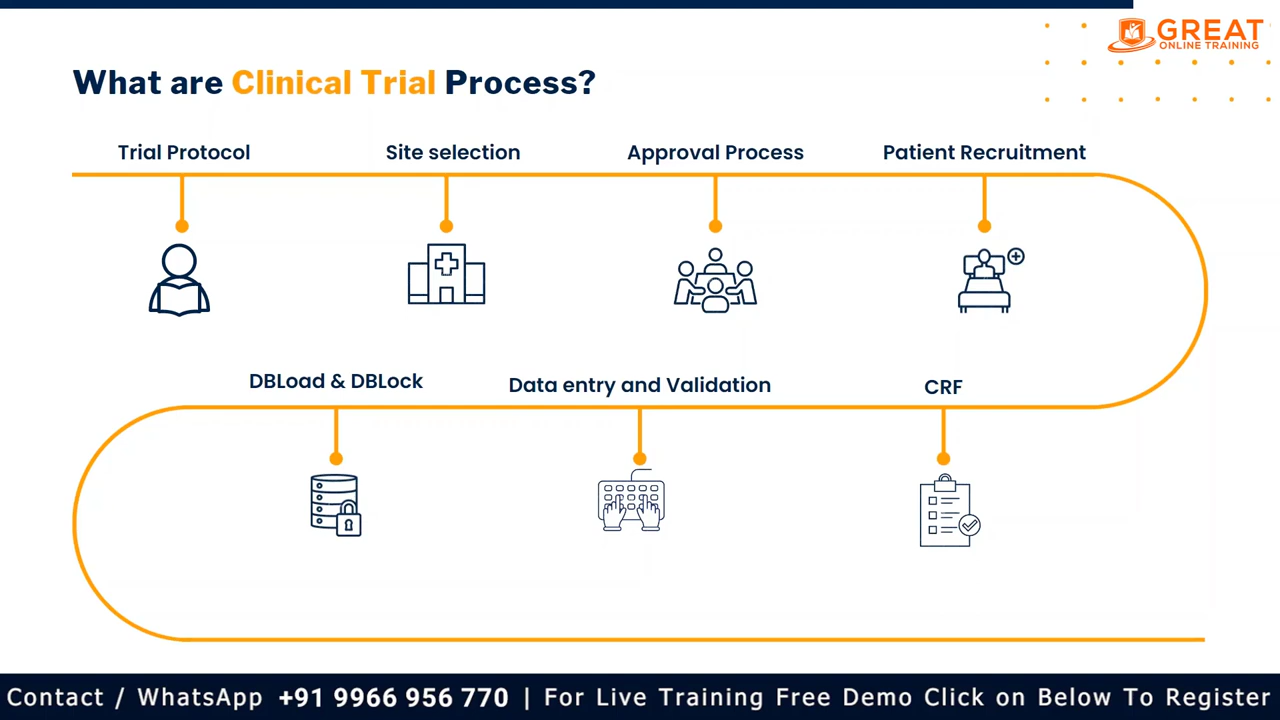 GREAT
ONLINE TRAINING
What are Clinical Trial Process?
Trial Protocol
Site selection
Approval Process
Patient Recruitment
DBLoad & DBLock
Data entry and Validation
CRF
Contact / WhatsApp +91 9966 956 770 | For Live Training Free Demo Click on Below To Register